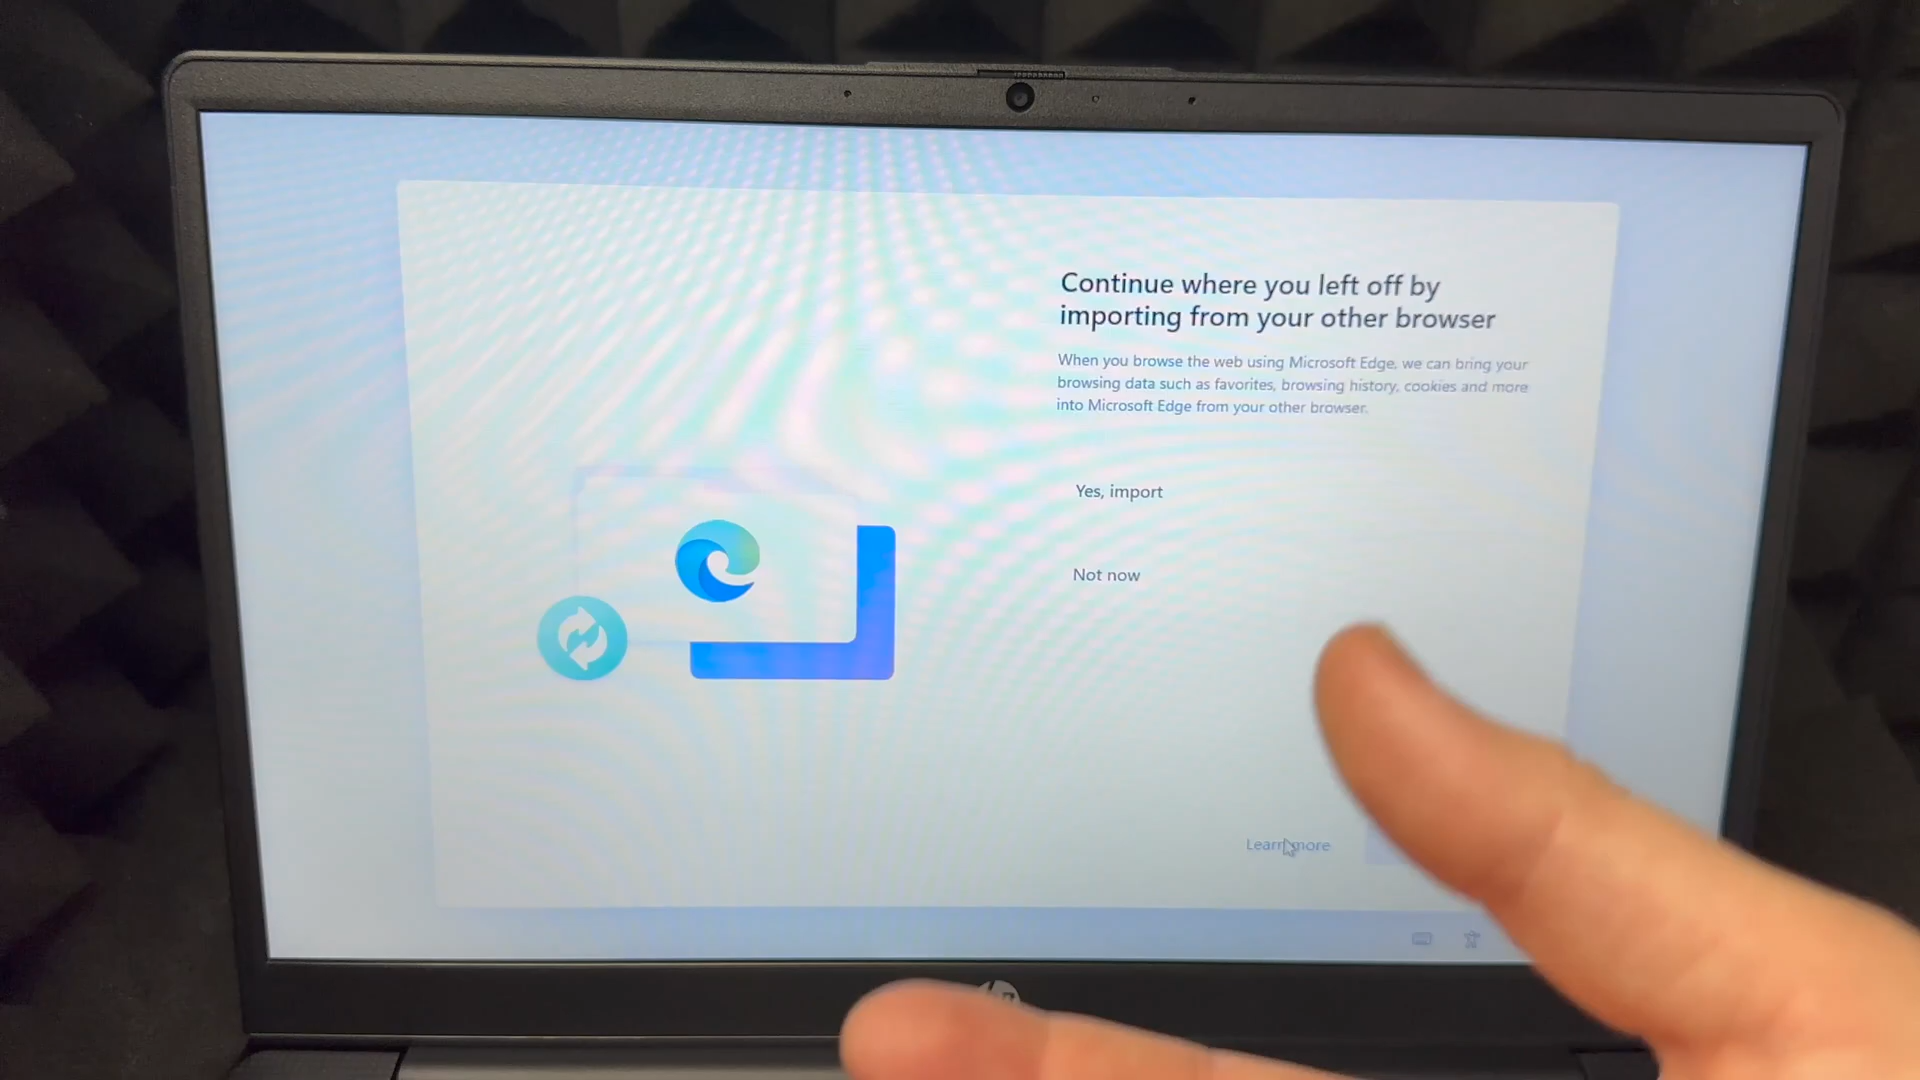 Continue where you left off by
importing from your other browser
When you browse the web using Microsoft Edge, we can bring your
browsing data such as favorites, browsing history, cookies and more
into Microsoft Edge from your other browser.
Yes, import
Not now
Learn more